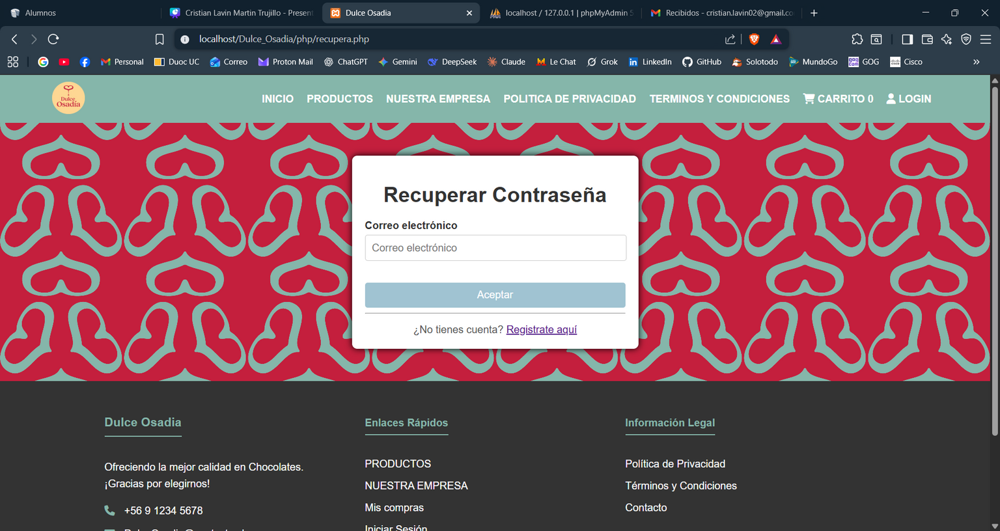 Alumnos
Cristian Lavin Martin Trujillo - Present
Dulce Osadia
localhost / 127.0.0.1 | phpMyAdmin 5
Recibidos - cristian.lavin02@gmail.co
localhost/Dulce_Osadia/php/recupera.php
Personal
Duoc UC
Correo
Proton Mail
ChatGPT
Gemini
DeepSeek
Claude
Le Chat
Grok
LinkedIn
GitHub
Solotodo
MundoGo
GOG
Cisco
Dulce
Osadía
INICIO
PRODUCTOS
NUESTRA EMPRESA
POLITICA DE PRIVACIDAD
TERMINOS Y CONDICIONES
CARRITO 0
LOGIN
Recuperar Contraseña
Correo electrónico
Correo electrónico
Aceptar
¿No tienes cuenta? Registrate aquí
Dulce Osadia
Ofreciendo la mejor calidad en Chocolates.
¡Gracias por elegirnos!
+56 9 1234 5678
Enlaces Rápidos
PRODUCTOS
NUESTRA EMPRESA
Mis compras
Iniciar Sesión
Información Legal
Política de Privacidad
Términos y Condiciones
Contacto